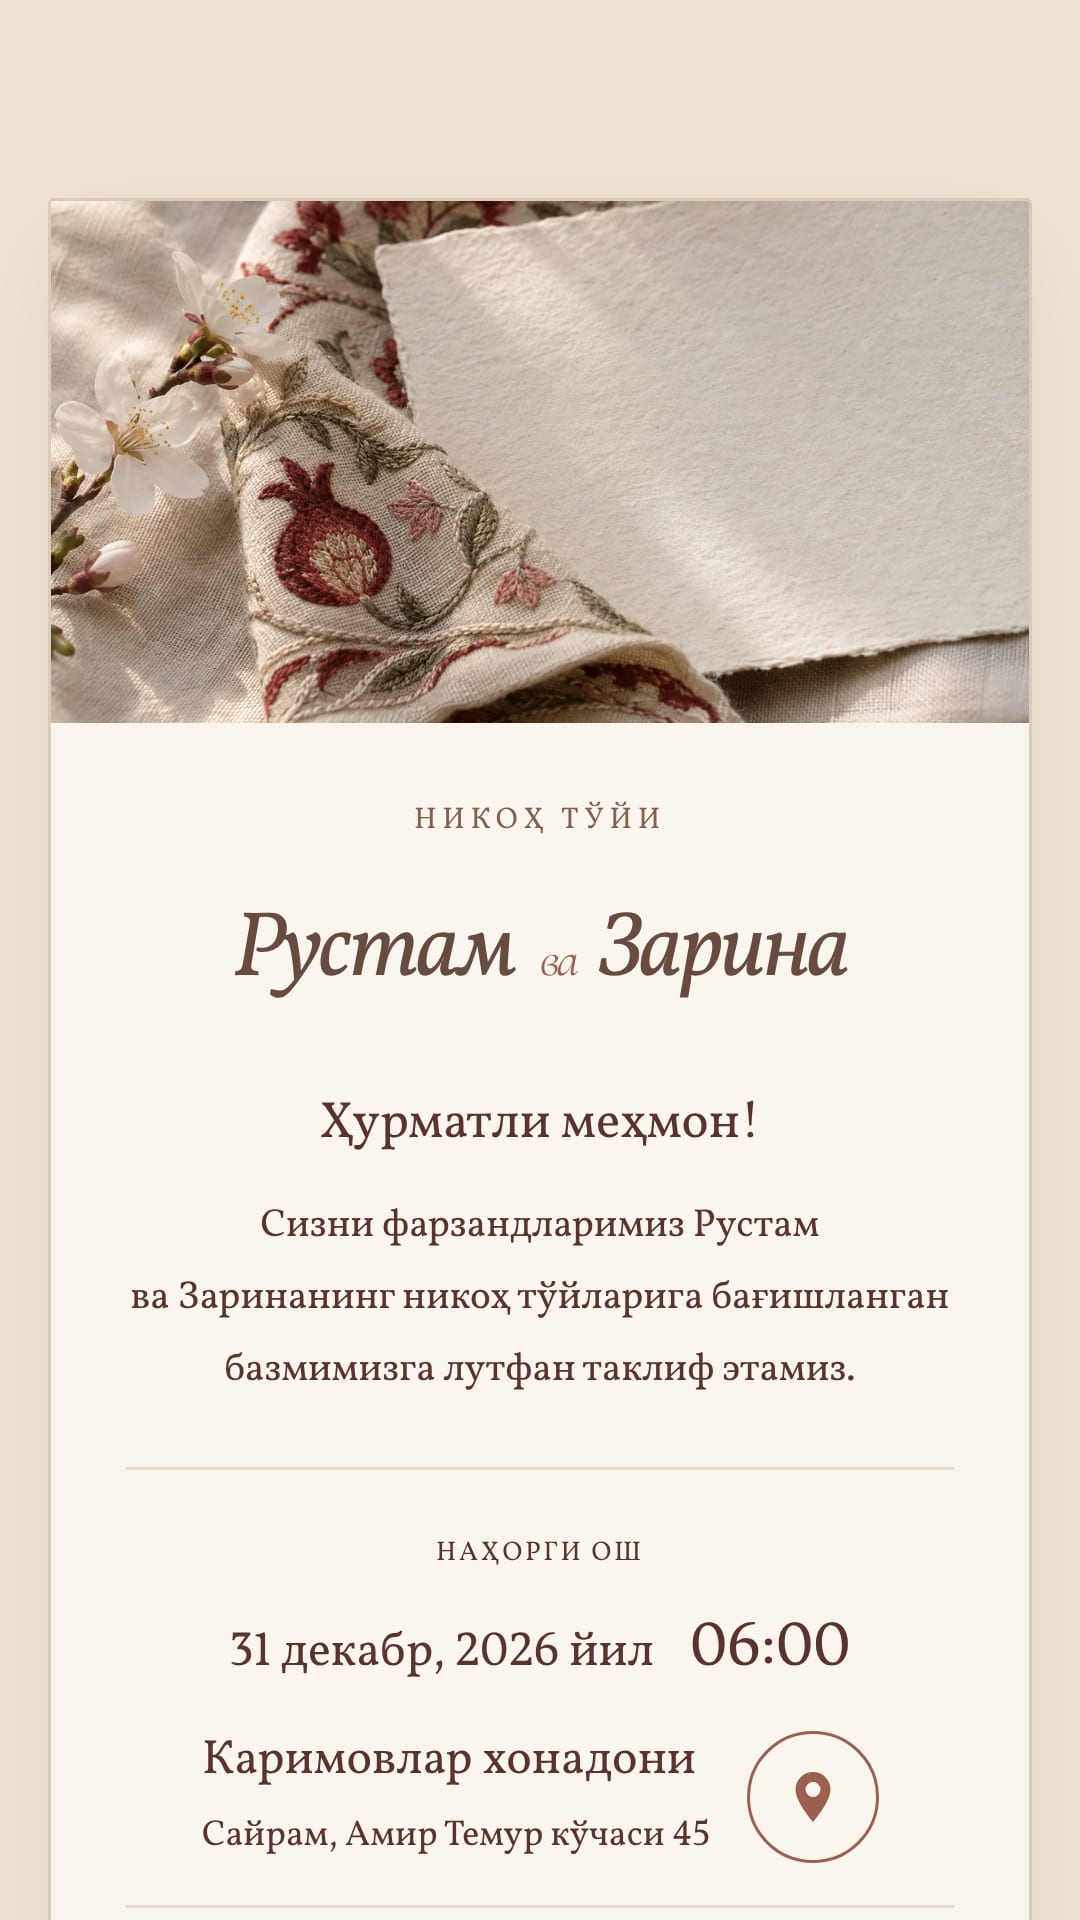 НИКОҲ ТЎЙИ
Рустам ва Зарина
Ҳурматли меҳмон!
Сизни фарзандларимиз Рустам
ва Заринанинг никоҳ тўйларига бағишланган
базмимизга лутфан таклиф этамиз.
НАҲОРГИ ОШ
31 декабр, 2026 йил 06:00
Каримовлар хонадони
Сайрам, Амир Темур кўчаси 45